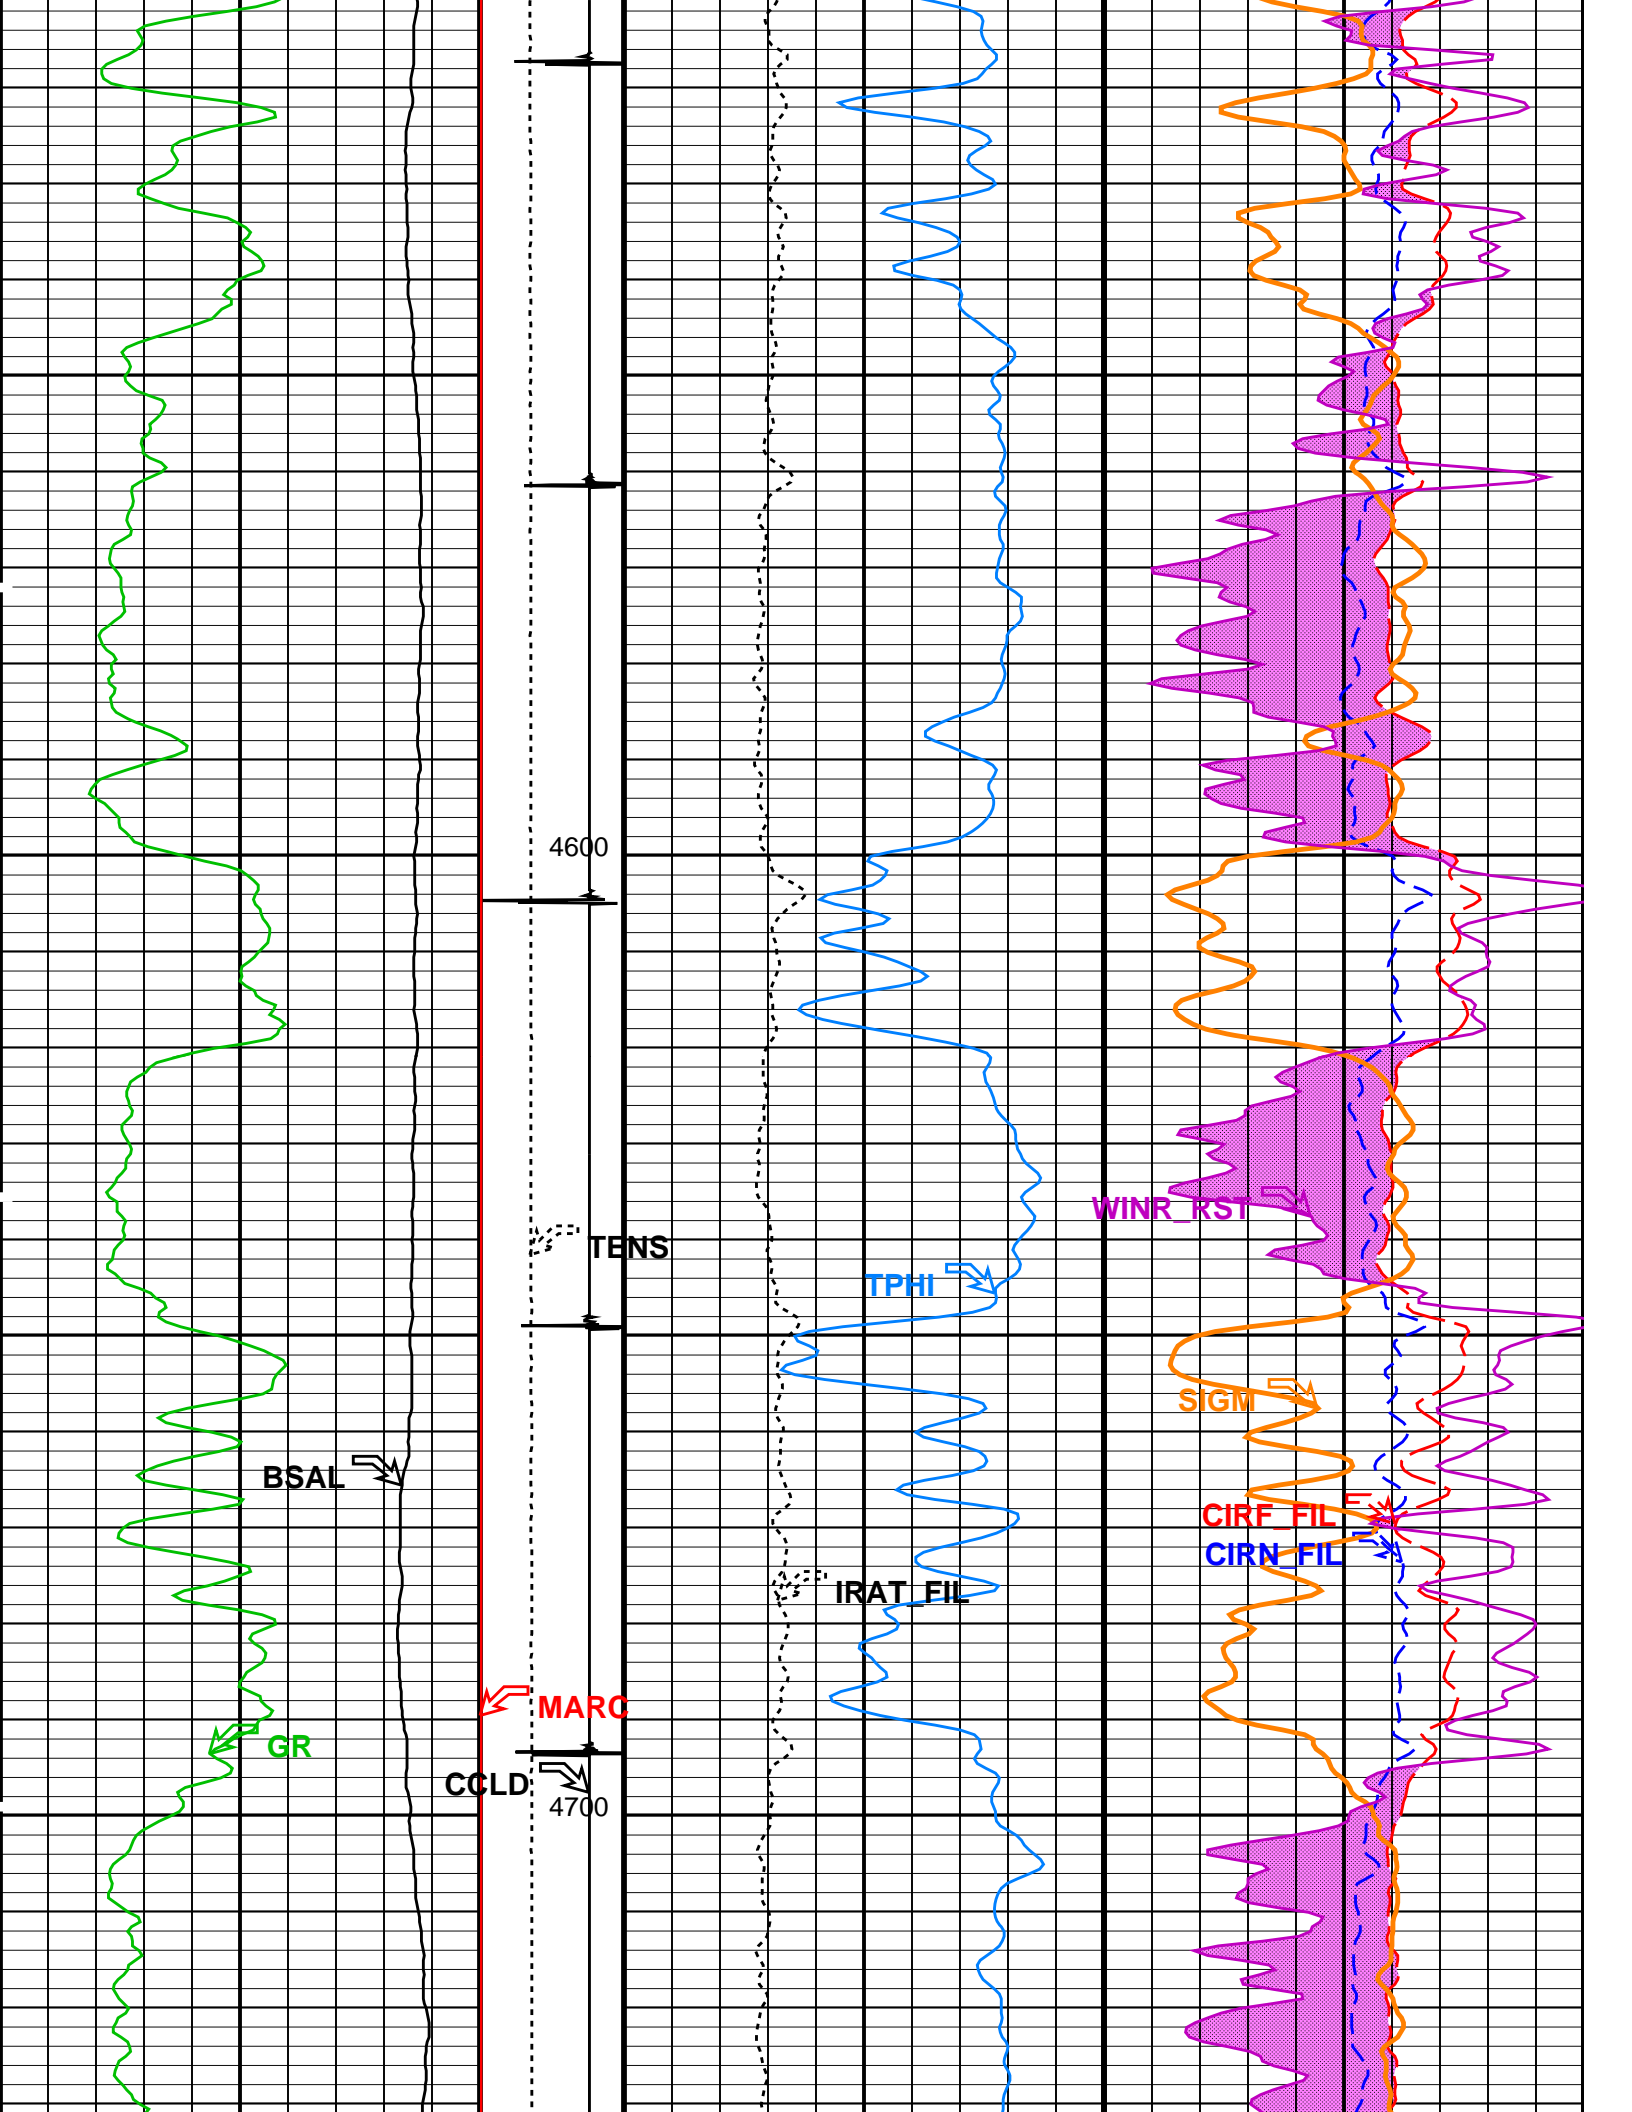 4600
WINR_RST
TENS
TPHI
SIGM
BSAL
CIRF_FIL
CIRN_FIL
IRAT_FIL
MARC
GR
CCLD
4700